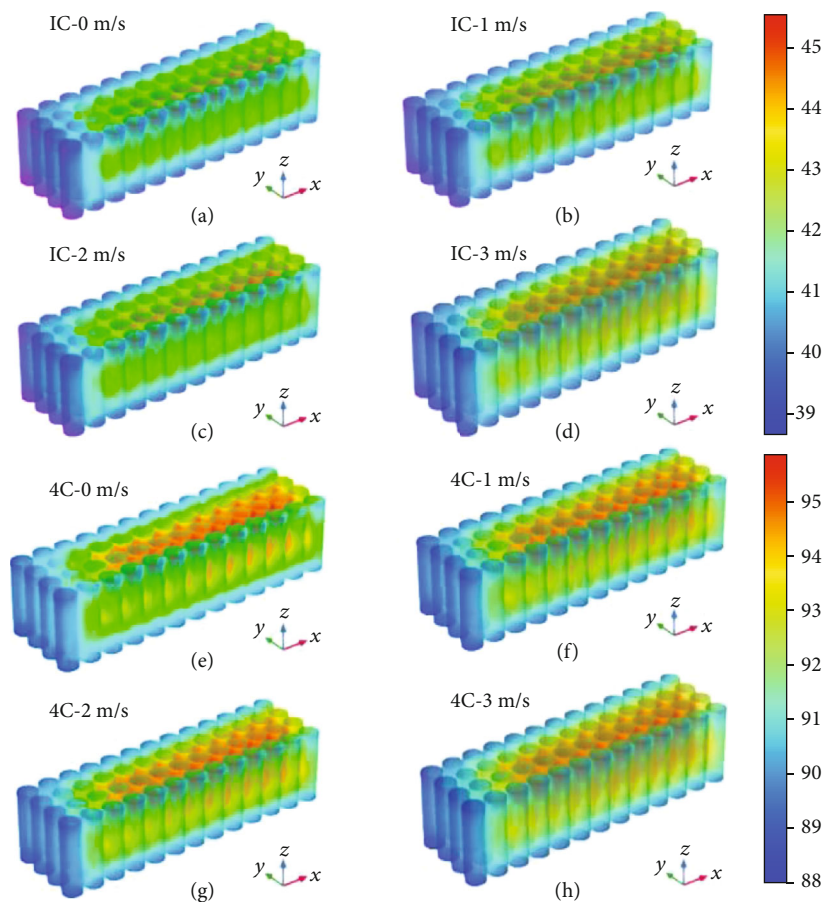 IC-0 m/s
z
y
x
(a)
IC-1 m/s
z
y
x
(b)
45
44
43
42
41
40
39
IC-2 m/s
z
y
x
(c)
IC-3 m/s
z
y
x
(d)
4C-0 m/s
z
y
x
(e)
4C-1 m/s
z
y
x
(f)
95
94
93
92
91
90
89
88
4C-2 m/s
z
y
x
(g)
4C-3 m/s
z
y
x
(h)